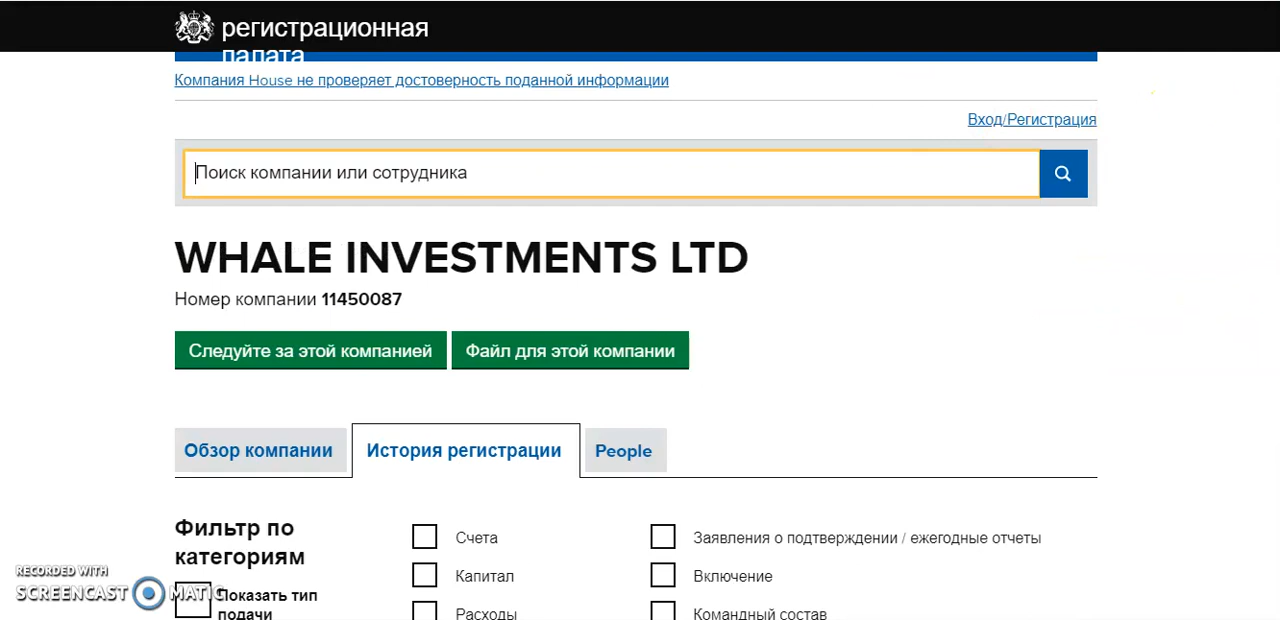 регистрационная
палата
Компания House не проверяет достоверность поданной информации
Вход/Регистрация
Поиск компании или сотрудника
WHALE INVESTMENTS LTD
Номер компании 11450087
Следуйте за этой компанией Файл для этой компании
Обзор компании История регистрации People
Фильтр по
категориям
Счета Заявления о подтверждении / ежегодные отчеты
Капитал Включение
Показать тип
подачи
Расходы Командный состав
RECORDED WITH
SCREENCAST MATIC